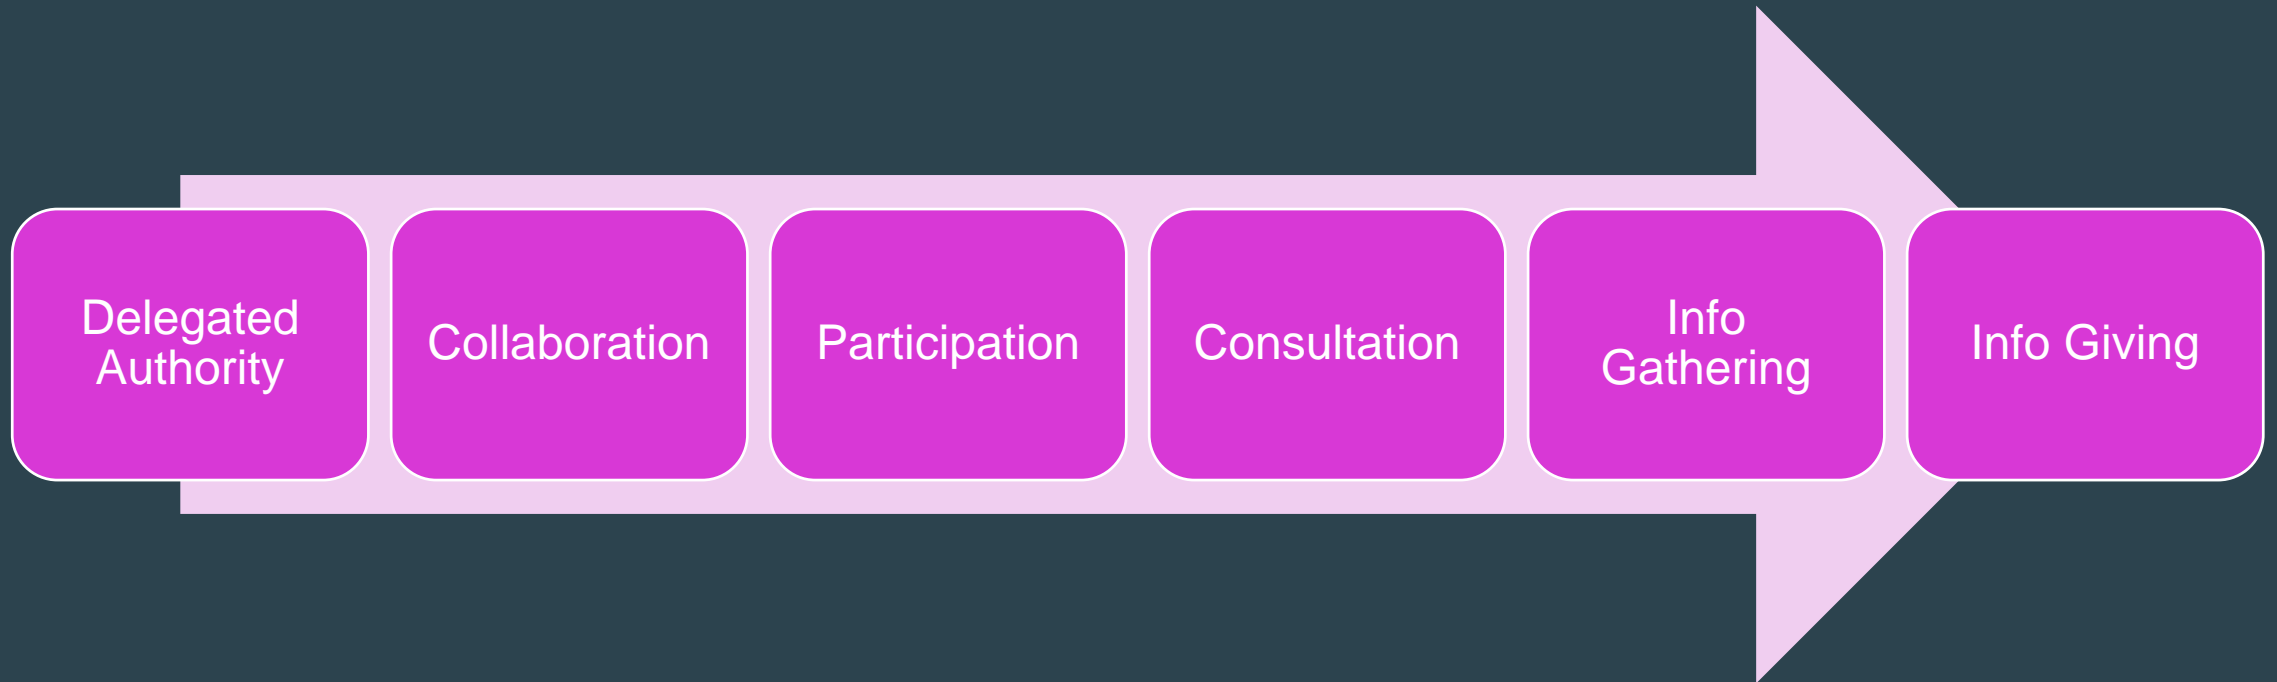 Delegated
Authority
Collaboration
Participation
Consultation
Info
Gathering
Info Giving